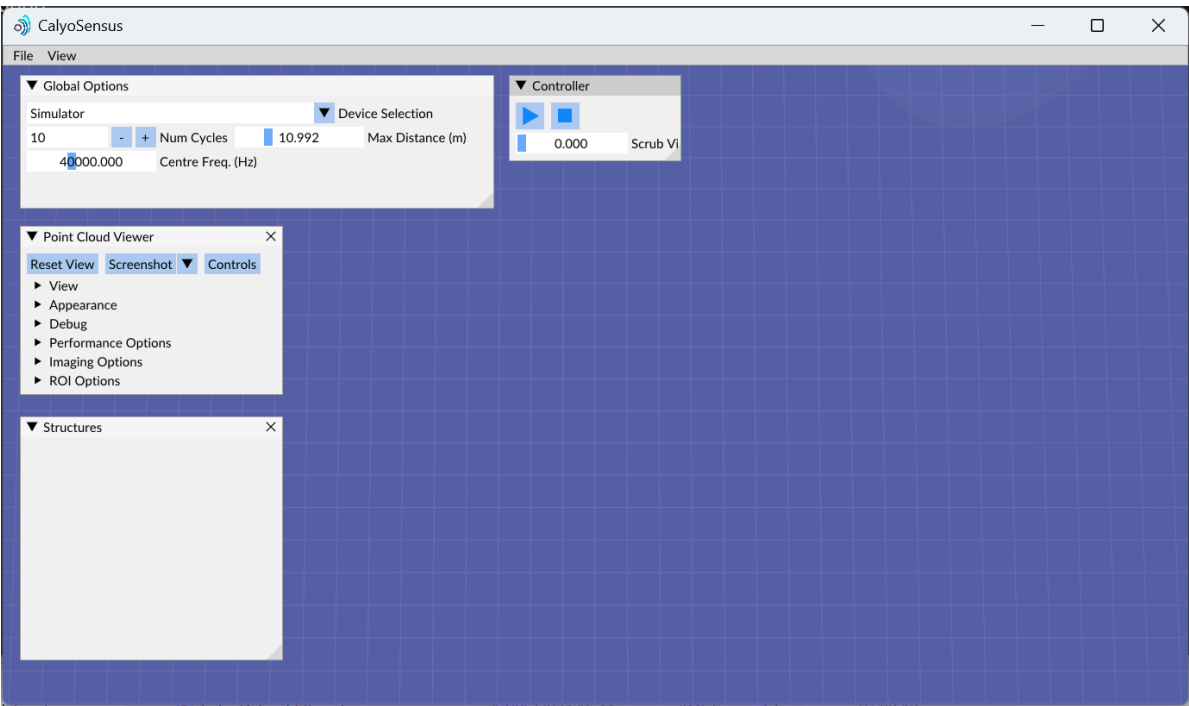 CalyoSensus
File View
Global Options
Simulator Device Selection
10 - + Num Cycles 10.992 Max Distance (m)
40000.000 Centre Freq. (Hz)
Controller
0.000 Scrub Vi
Point Cloud Viewer
Reset View Screenshot Controls
View
Appearance
Debug
Performance Options
Imaging Options
ROI Options
Structures